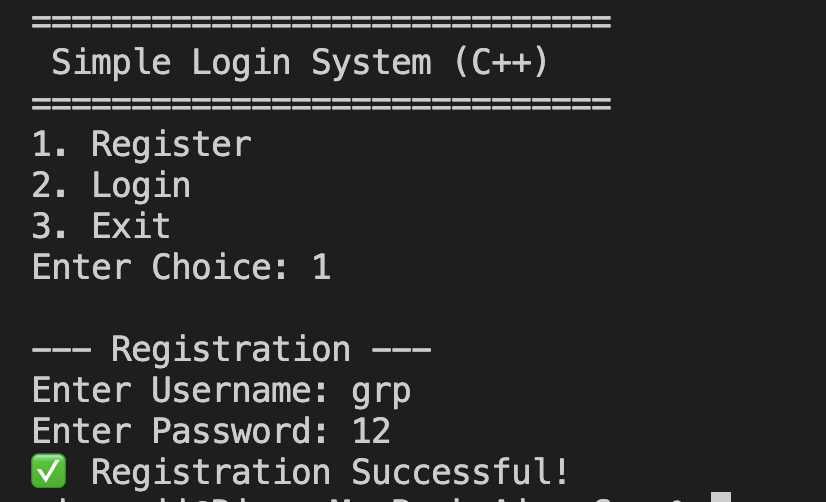 =============================
 Simple Login System (C++)
=============================
1. Register
2. Login
3. Exit
Enter Choice: 1

--- Registration ---
Enter Username: grp
Enter Password: 12
✅ Registration Successful!